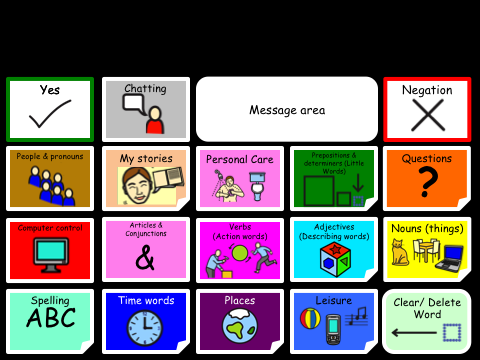 Yes
Chatting
Message area
Negation
People & pronouns
My stories
Personal Care
Prepositions &
determiners (Little
Words)
Questions
?
Computer control
Articles &
Conjunctions
&
Verbs
(Action words)
Adjectives
(Describing words)
Nouns (things)
Spelling
ABC
Time words
Places
Leisure
Clear/ Delete
Word